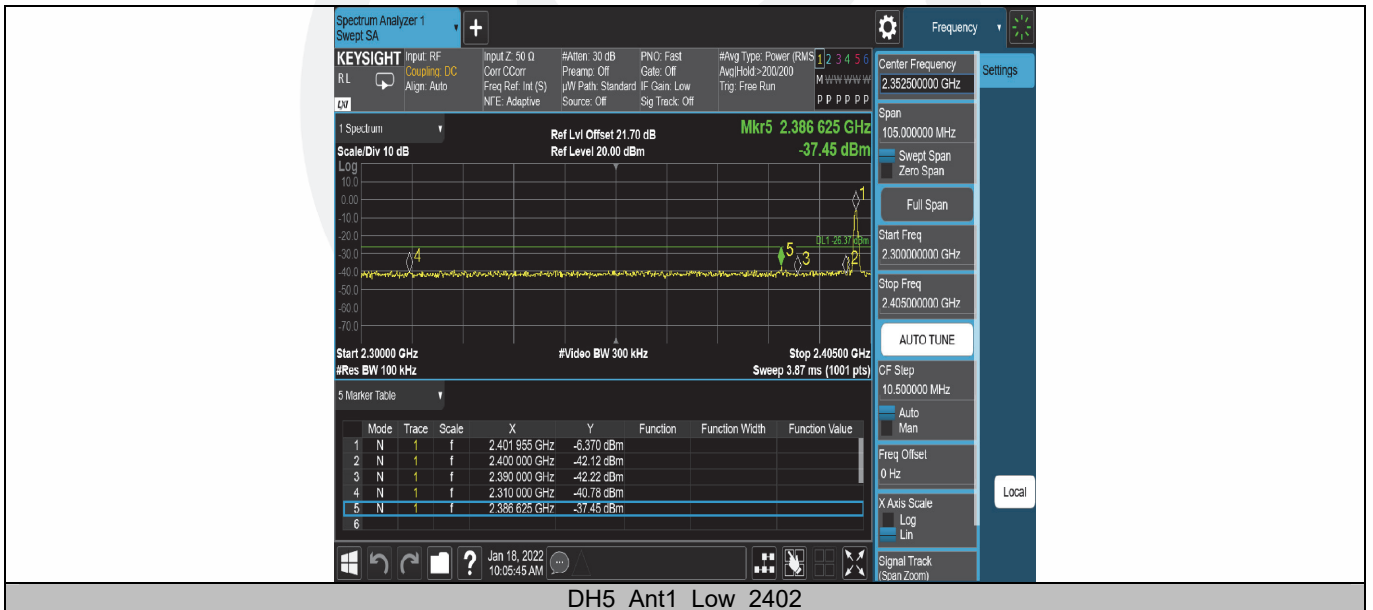 Spectrum Analyzer 1
Swept SA
+
Frequency
KEYSIGHT
RL
LXI
Input: RF
Coupling: DC
Align: Auto
Input Z: 50 Ω
Corr CCorr
Freq Ref: Int (S)
NFE: Adaptive
#Atten: 30 dB
Preamp: Off
µW Path: Standard
Source: Off
PNO: Fast
Gate: Off
IF Gain: Low
Sig Track: Off
#Avg Type: Power (RMS
Avg|Hold:>200/200
Trig: Free Run
1 2 3 4 5 6
M W W W W W
P P P P P P
1 Spectrum
Scale/Div 10 dB
Ref Lvl Offset 21.70 dB
Ref Level 20.00 dBm
Mkr5 2.386 625 GHz
-37.45 dBm
Log
10.0
0.00
-10.0
-20.0
-30.0
-40.0
-50.0
-60.0
-70.0
1
DL1 -26.37 dBm
4
5
3
2
Start 2.30000 GHz
#Video BW 300 kHz
Stop 2.40500 GHz
#Res BW 100 kHz
Sweep 3.87 ms (1001 pts)
5 Marker Table
Mode Trace Scale X Y Function Function Width Function Value
1 N 1 f 2.401 955 GHz -6.370 dBm
2 N 1 f 2.400 000 GHz -42.12 dBm
3 N 1 f 2.390 000 GHz -42.22 dBm
4 N 1 f 2.310 000 GHz -40.78 dBm
5 N 1 f 2.386 625 GHz -37.45 dBm
6
?
Jan 18, 2022
10:05:45 AM
Center Frequency
2.352500000 GHz
Settings
Span
105.000000 MHz
Swept Span
Zero Span
Full Span
Start Freq
2.300000000 GHz
Stop Freq
2.405000000 GHz
AUTO TUNE
CF Step
10.500000 MHz
Auto
Man
Freq Offset
0 Hz
Local
X Axis Scale
Log
Lin
Signal Track
(Span Zoom)
DH5_Ant1_Low_2402